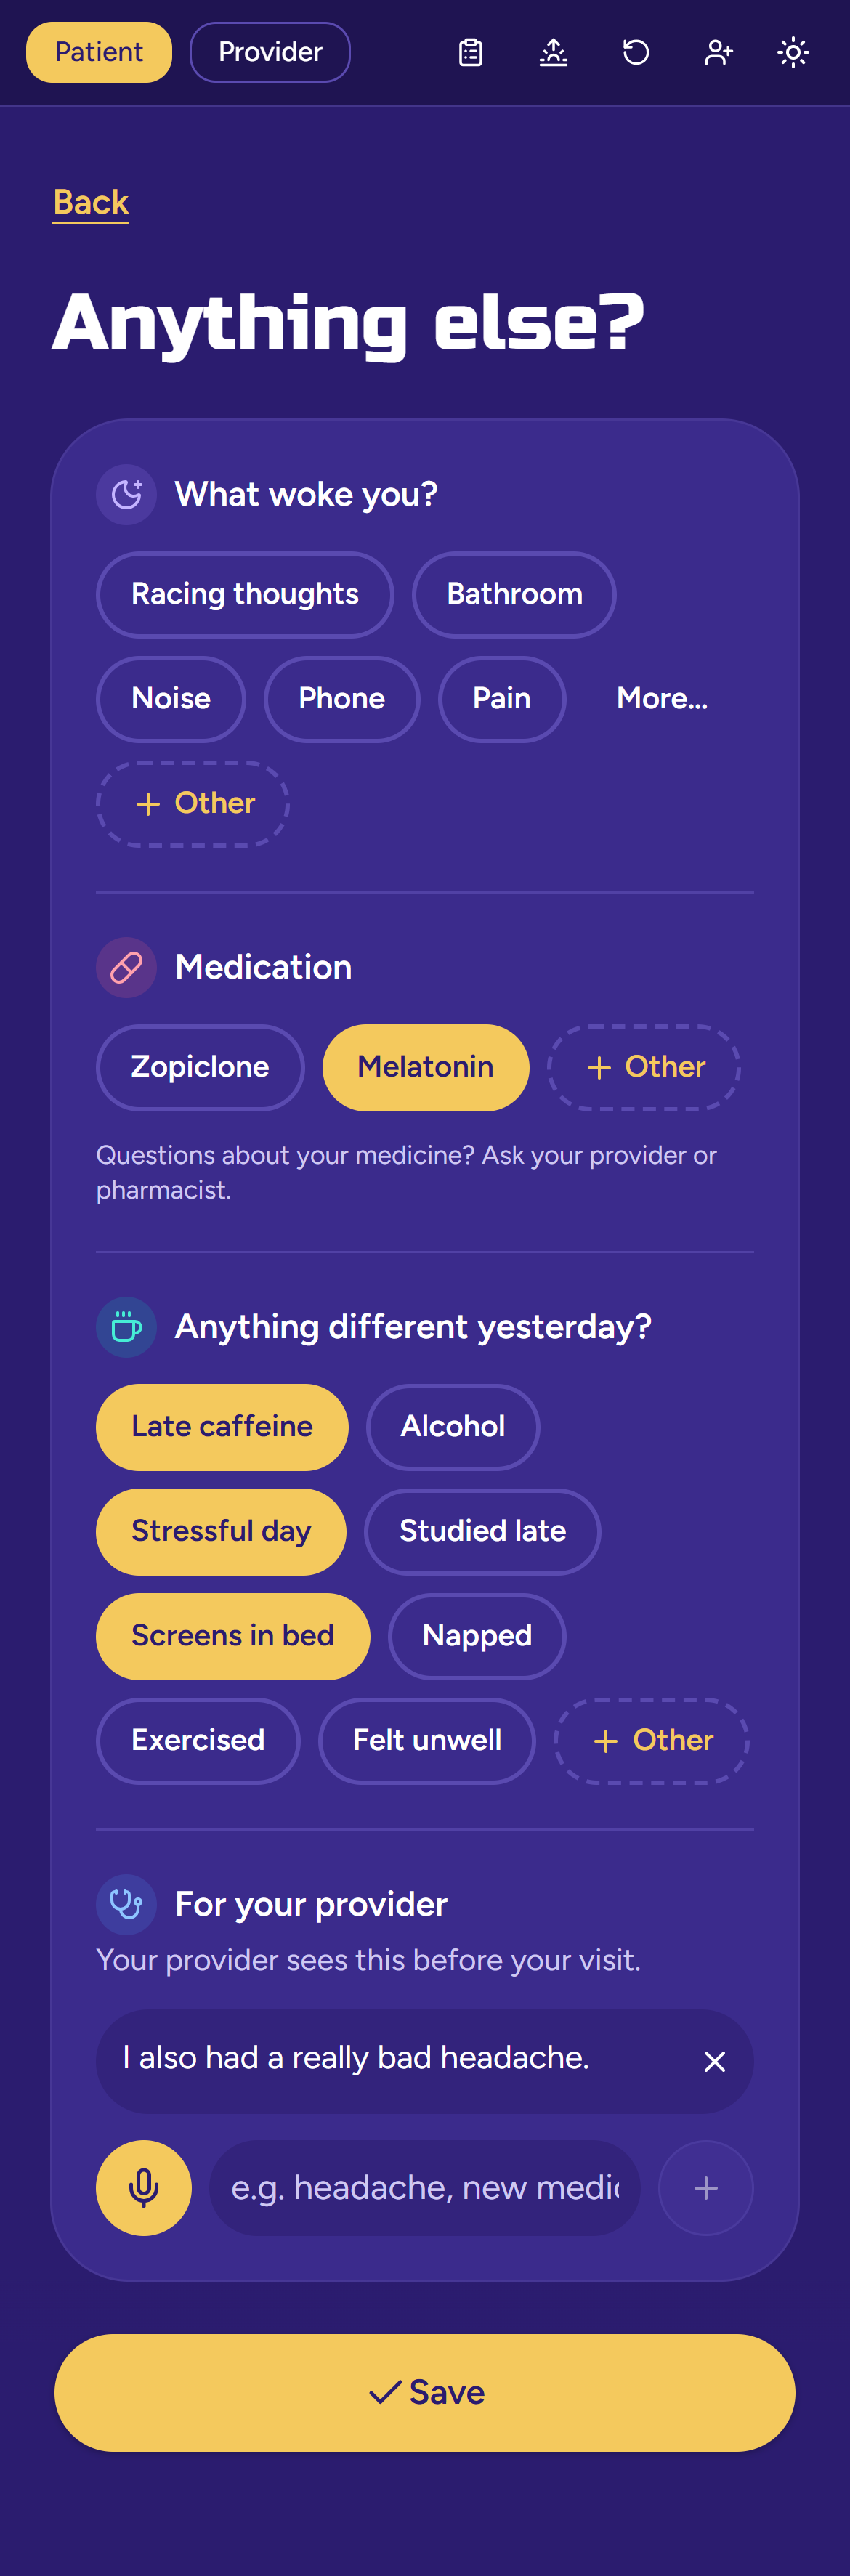 Patient Provider
Back
Anything else?
What woke you?
Racing thoughts Bathroom
Noise Phone Pain More...
+ Other
Medication
Zopiclone Melatonin + Other
Questions about your medicine? Ask your provider or
pharmacist.
Anything different yesterday?
Late caffeine Alcohol
Stressful day Studied late
Screens in bed Napped
Exercised Felt unwell + Other
For your provider
Your provider sees this before your visit.
I also had a really bad headache.
e.g. headache, new medi
Save